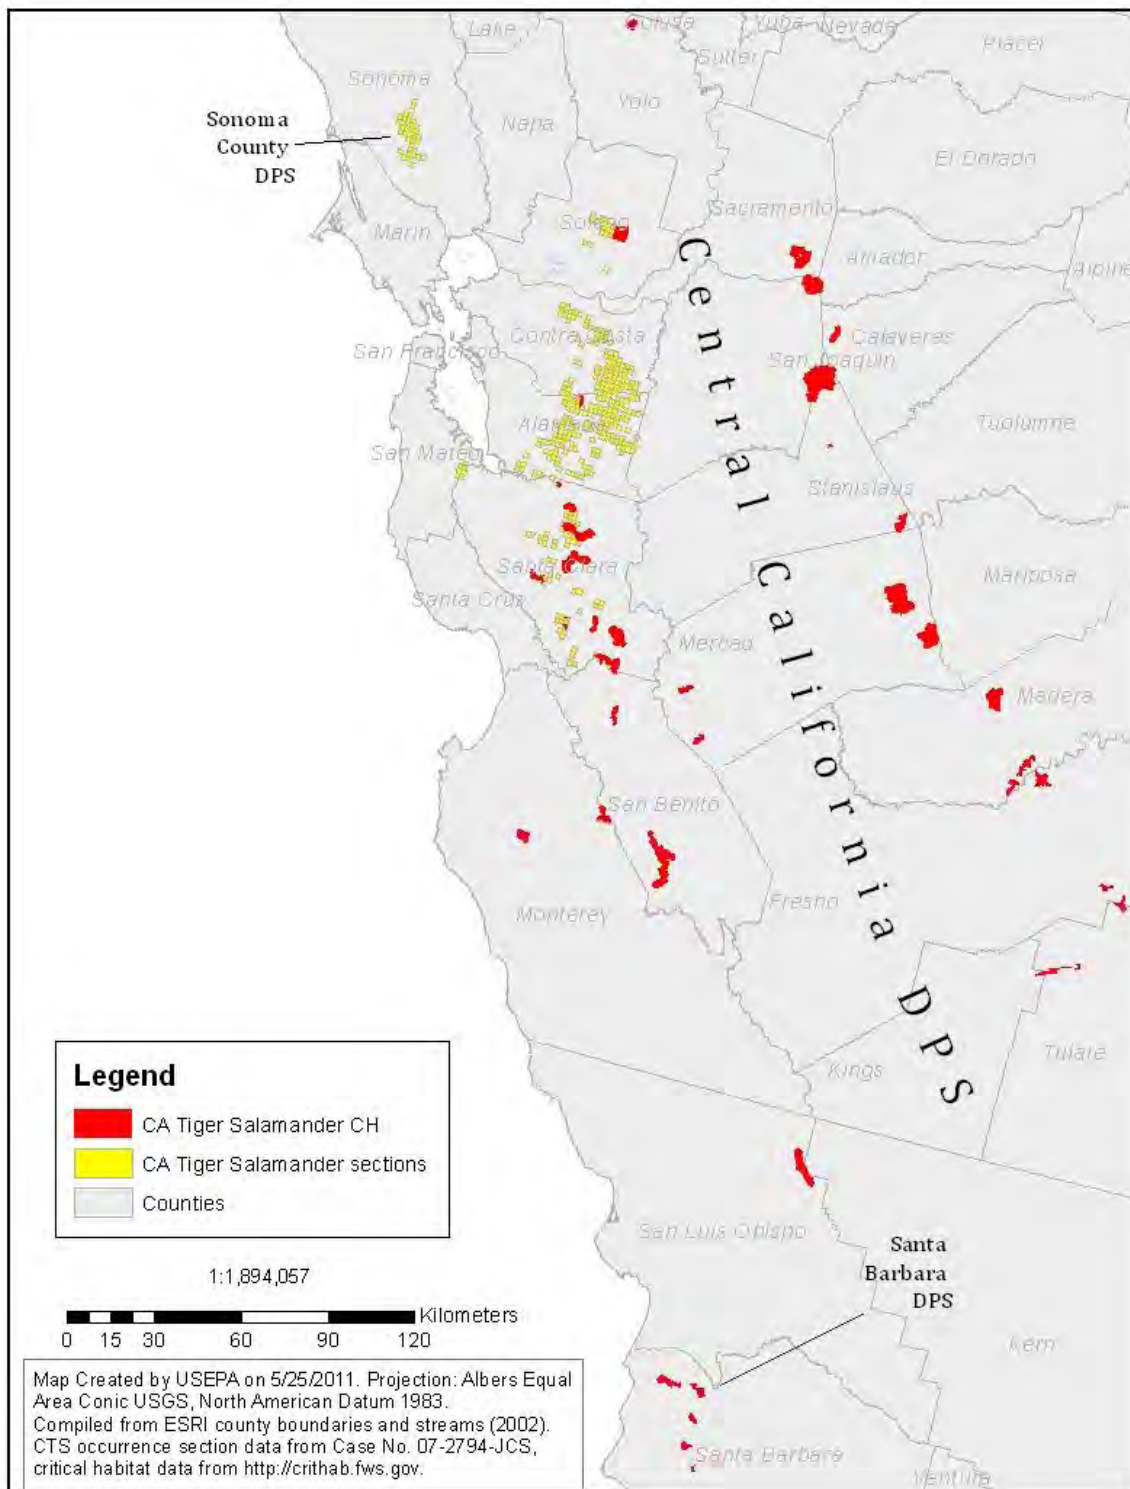 Colusa
Yuba
Nevada
Placer
Lake
Sutter
Sonoma
Yolo
Napa
Sonoma
County
DPS
El Dorado
Sacramento
Solano
Marin
Amador
Alpine
Contra Costa
San Francisco
Calaveras
San Joaquin
Alameda
Tuolumne
San Mateo
Stanislaus
Santa Clara
Mariposa
Santa Cruz
Merced
Madera
San Benito
Fresno
Monterey
Central California DPS
Tulare
Kings
San Luis Obispo
Santa
Barbara
DPS
Kern
Santa Barbara
Ventura
Legend
CA Tiger Salamander CH
CA Tiger Salamander sections
Counties
1:1,894,057
Kilometers
0 15 30 60 90 120
Map Created by USEPA on 5/25/2011. Projection: Albers Equal
Area Conic USGS, North American Datum 1983.
Compiled from ESRI county boundaries and streams (2002).
CTS occurrence section data from Case No. 07-2794-JCS,
critical habitat data from http://crithab.fws.gov.